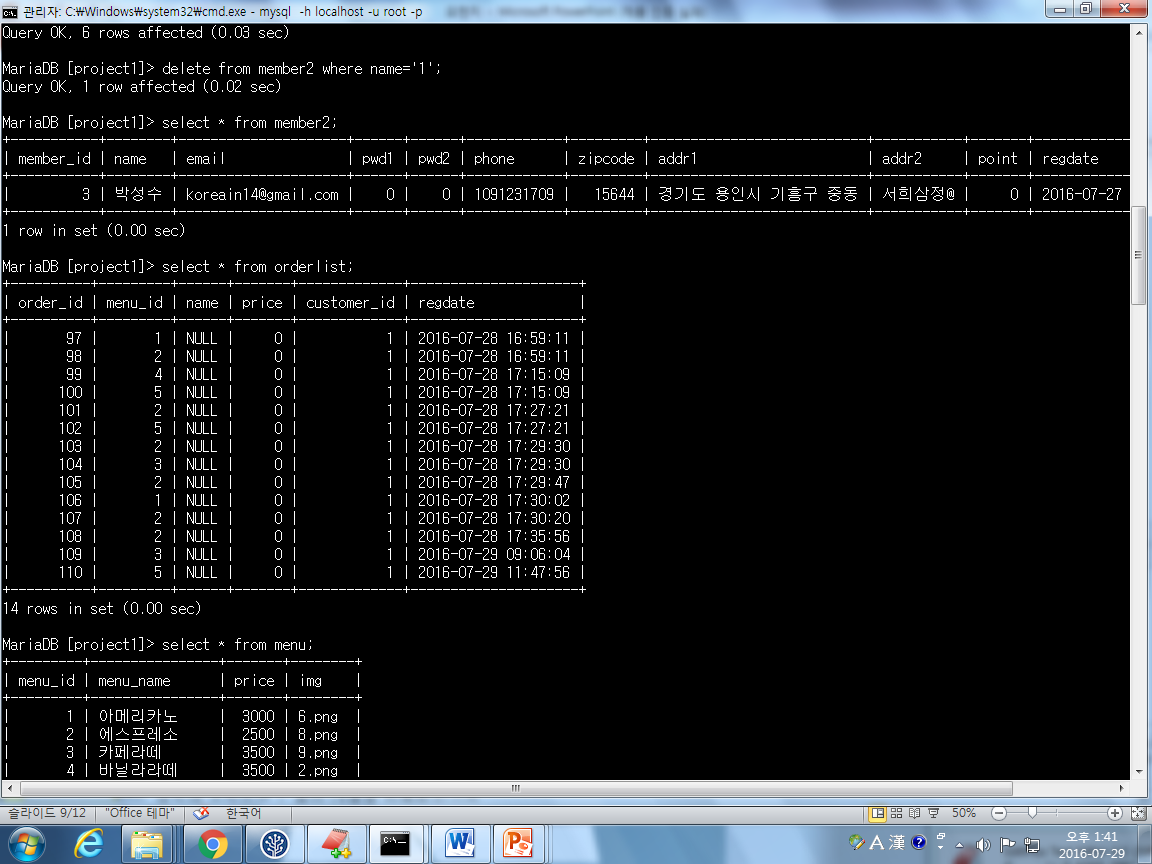 관리자: C:₩Windows₩system32₩cmd.exe - mysql -h localhost -u root -p
Query OK, 6 rows affected (0.03 sec)
MariaDB [project1]> delete from member2 where name='1';
Query OK, 1 row affected (0.02 sec)
MariaDB [project1]> select * from member2;
| member_id | name | email | pwd1 | pwd2 | phone | zipcode | addr1 | addr2 | point | regdate
| 3 | 박성수 | koreain14@gmail.com | 0 | 0 | 1091231709 | 15644 | 경기도 용인시 기흥구 중동 | 서희삼정@ | 0 | 2016-07-27
1 row in set (0.00 sec)
MariaDB [project1]> select * from orderlist;
| order_id | menu_id | name | price | customer_id | regdate |
| 97 | 1 | NULL | 0 | 1 | 2016-07-28 16:59:11 |
| 98 | 2 | NULL | 0 | 1 | 2016-07-28 16:59:11 |
| 99 | 4 | NULL | 0 | 1 | 2016-07-28 17:15:09 |
| 100 | 5 | NULL | 0 | 1 | 2016-07-28 17:15:09 |
| 101 | 2 | NULL | 0 | 1 | 2016-07-28 17:27:21 |
| 102 | 5 | NULL | 0 | 1 | 2016-07-28 17:27:21 |
| 103 | 2 | NULL | 0 | 1 | 2016-07-28 17:29:30 |
| 104 | 3 | NULL | 0 | 1 | 2016-07-28 17:29:30 |
| 105 | 2 | NULL | 0 | 1 | 2016-07-28 17:29:47 |
| 106 | 1 | NULL | 0 | 1 | 2016-07-28 17:30:02 |
| 107 | 2 | NULL | 0 | 1 | 2016-07-28 17:30:20 |
| 108 | 2 | NULL | 0 | 1 | 2016-07-28 17:35:56 |
| 109 | 3 | NULL | 0 | 1 | 2016-07-29 09:06:04 |
| 110 | 5 | NULL | 0 | 1 | 2016-07-29 11:47:56 |
14 rows in set (0.00 sec)
MariaDB [project1]> select * from menu;
| menu_id | menu_name | price | img |
| 1 | 아메리카노 | 3000 | 6.png |
| 2 | 에스프레소 | 2500 | 8.png |
| 3 | 카페라떼 | 3500 | 9.png |
| 4 | 바닐라라떼 | 3500 | 2.png |
슬라이드 9/12 "Office 테마" 한국어 50%
A 漢 오후 1:41
2016-07-29